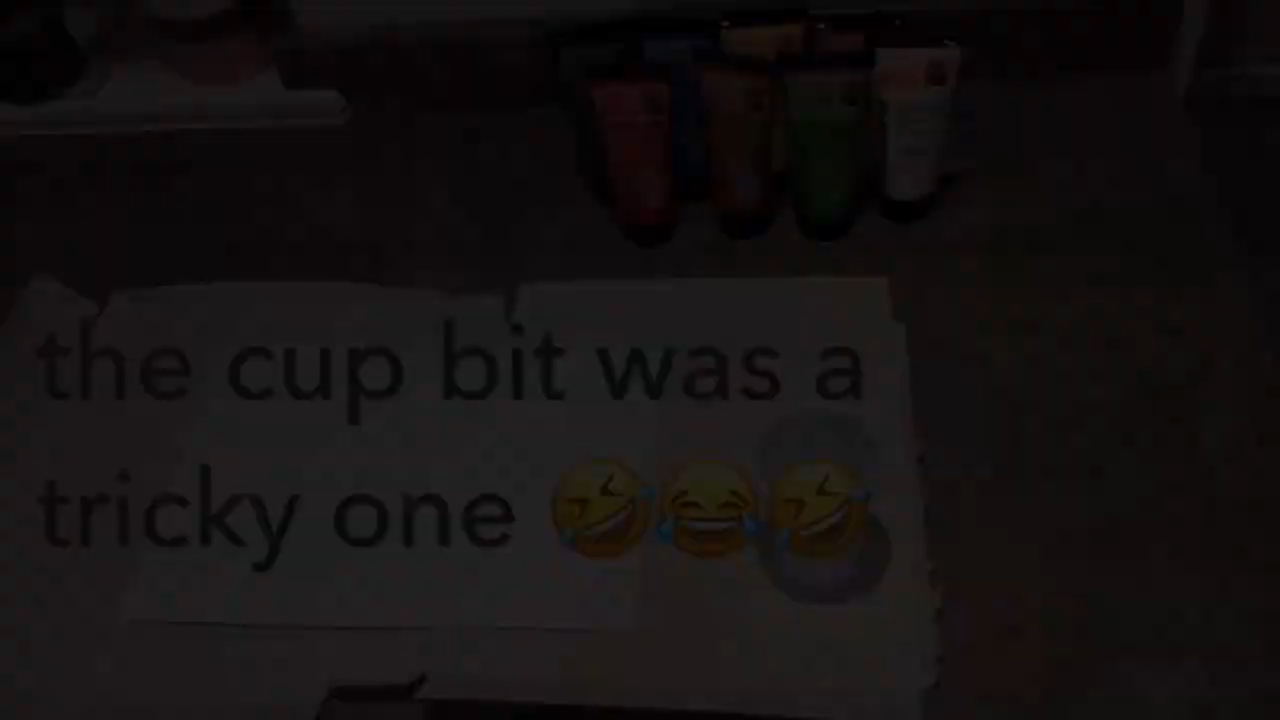 the cup bit was a
tricky one 🤣😂🤣